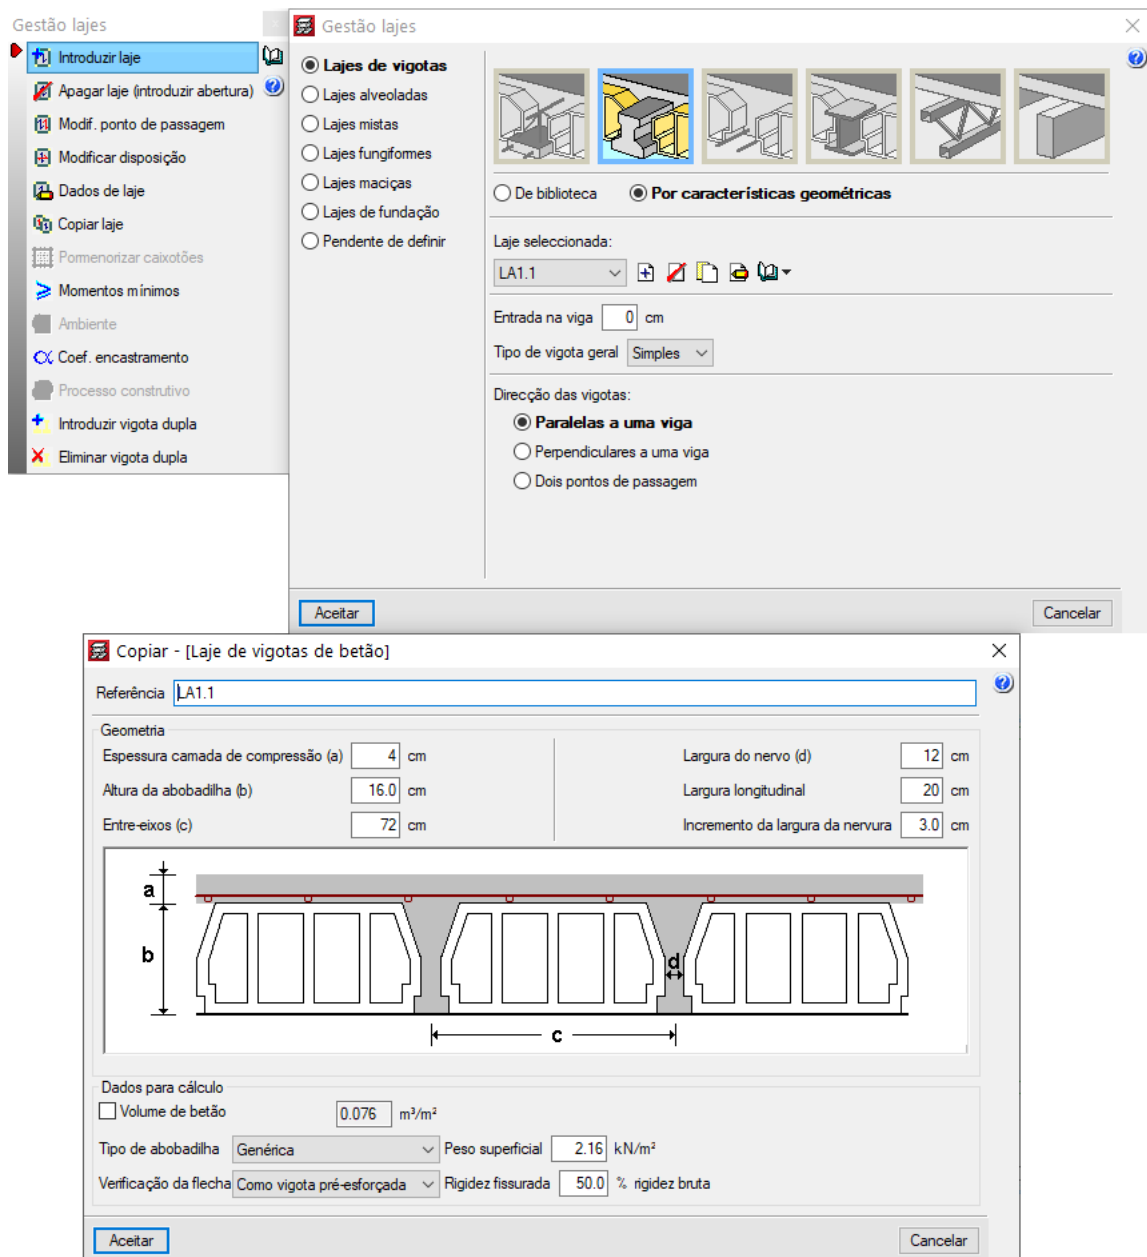 Gestão lajes
Introduzir laje
Apagar laje (introduzir abertura)
Modif. ponto de passagem
Modificar disposição
Dados de laje
Copiar laje
Pormenorizar caixotões
Momentos mínimos
Ambiente
Coef. encastramento
Processo construtivo
Introduzir vigota dupla
Eliminar vigota dupla
Gestão lajes
Lajes de vigotas
Lajes alveoladas
Lajes mistas
Lajes fungiformes
Lajes maciças
Lajes de fundação
Pendente de definir
De biblioteca Por características geométricas
Laje seleccionada:
LA1.1
Entrada na viga 0 cm
Tipo de vigota geral Simples
Direcção das vigotas:
Paralelas a uma viga
Perpendiculares a uma viga
Dois pontos de passagem
Aceitar Cancelar
Copiar - [Laje de vigotas de betão]
Referência LA1.1
Geometria
Espessura camada de compressão (a) 4 cm Largura do nervo (d) 12 cm
Altura da abobadilha (b) 16.0 cm Largura longitudinal 20 cm
Entre-eixos (c) 72 cm Incremento da largura da nervura 3.0 cm
a
b
d
c
Dados para cálculo
Volume de betão 0.076 m³/m²
Tipo de abobadilha Genérica Peso superficial 2.16 kN/m²
Verificação da flecha Como vigota pré-esforçada Rigidez fissurada 50.0 % rigidez bruta
Aceitar Cancelar